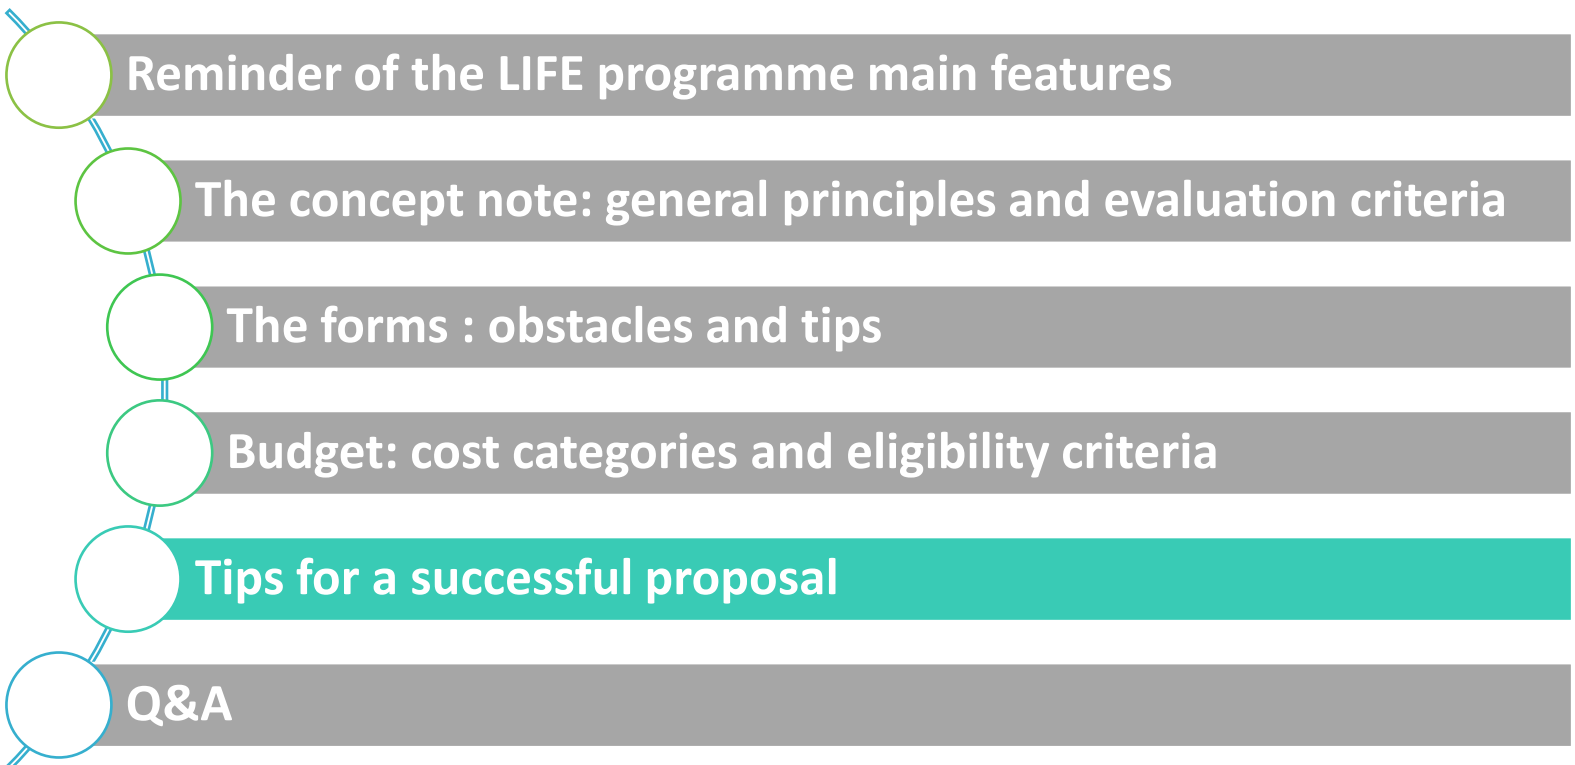 Reminder of the LIFE programme main features
The concept note: general principles and evaluation criteria
The forms : obstacles and tips
Budget: cost categories and eligibility criteria
Tips for a successful proposal
Q&A